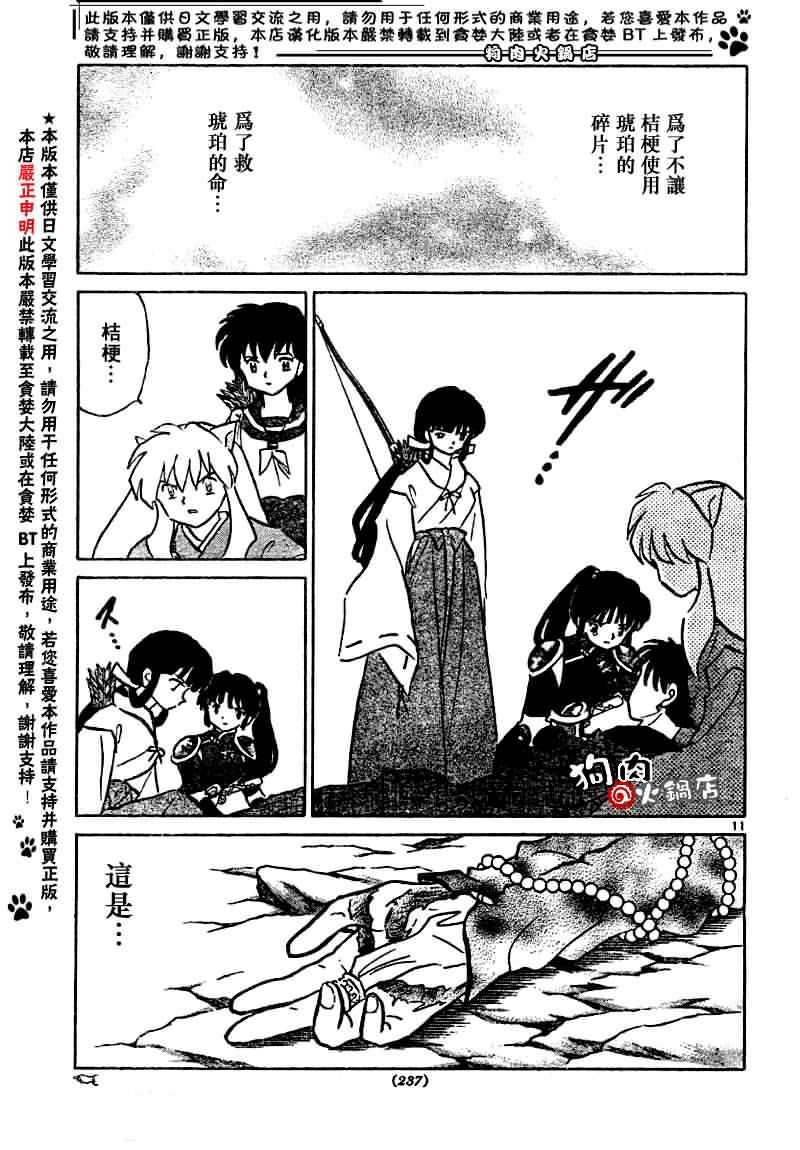 此版本僅供日文學習交流之用，請勿用于任何形式的商業用途，若您喜愛本作品
請支持并購買正版，本店漢化版本嚴禁轉載到貪婪大陸或者在貪婪 BT 上發布，
敬請理解，謝謝支持！
狗肉火鍋店
爲了不讓
桔梗使用
琥珀的
碎片…
爲了救
琥珀的命…
ザッ…
桔梗…
ス…
狗肉
火鍋店
11
這是…
(237)
★本版本僅供日文學習交流之用，請勿用于任何形式的商業用途，若您喜愛本作品請支持并購買正版，
本店嚴正申明此版本嚴禁轉載至貪婪大陸或在貪婪 BT 上發布，敬請理解，謝謝支持！